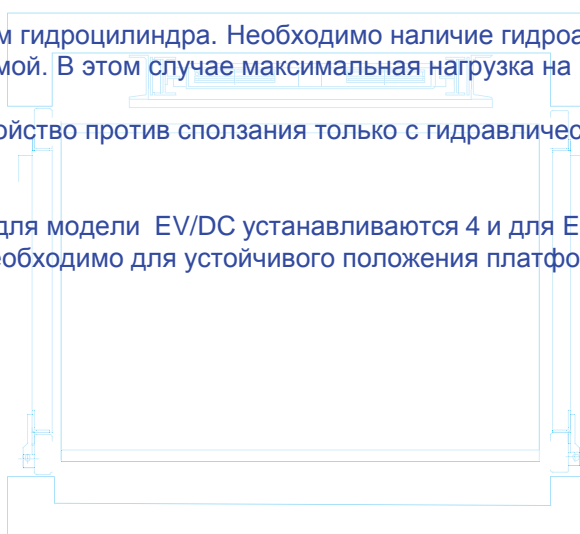 м гидроцилиндра. Необходимо наличие гидроа
мой. В этом случае максимальная нагрузка на
ойство против сползания только с гидравличес
для модели EV/DC устанавливаются 4 и для E
еобходимо для устойчивого положения платфо